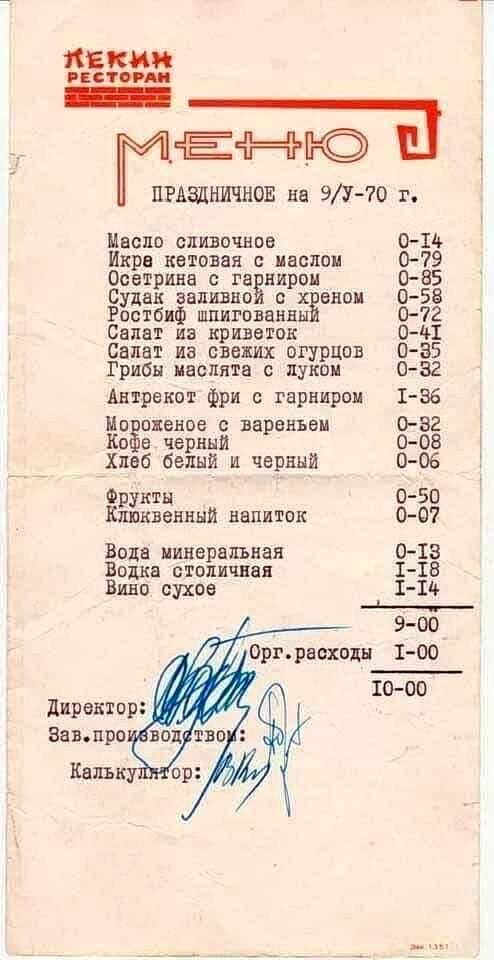 ПЕКИН
РЕСТОРАН
МЕНЮ
ПРАЗДНИЧНОЕ на 9/У-70 г.
Масло сливочное 0-I4
Икра кетовая с маслом 0-79
Осетрина с гарниром 0-85
Судак заливной с хреном 0-58
Ростбиф шпигованный 0-72
Салат из криветок 0-4I
Салат из свежих огурцов 0-35
Грибы маслята с луком 0-32
Антрекот фри с гарниром I-36
Мороженое с вареньем 0-32
Кофе черный 0-08
Хлеб белый и черный 0-06
Фрукты 0-50
Клюквенный напиток 0-07
Вода минеральная 0-I3
Водка столичная I-I8
Вино сухое I-I4
9-00
Орг.расходы I-00
I0-00
Директор:
Зав.производством:
Калькулятор:
Зак. 1351